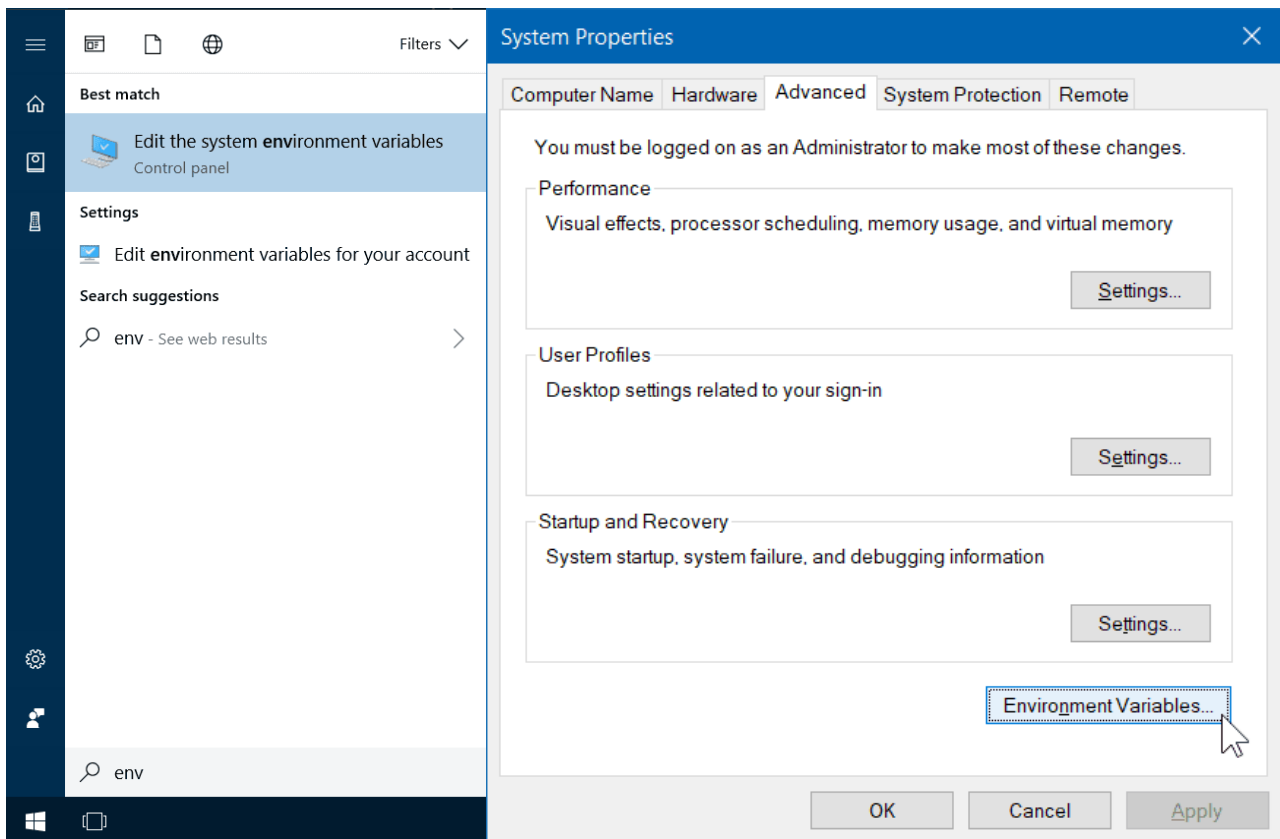 Filters
Best match
Edit the system environment variables
Control panel
Settings
Edit environment variables for your account
Search suggestions
env - See web results
env
System Properties
Computer Name
Hardware
Advanced
System Protection
Remote
You must be logged on as an Administrator to make most of these changes.
Performance
Visual effects, processor scheduling, memory usage, and virtual memory
Settings...
User Profiles
Desktop settings related to your sign-in
Settings...
Startup and Recovery
System startup, system failure, and debugging information
Settings...
Environment Variables...
OK
Cancel
Apply